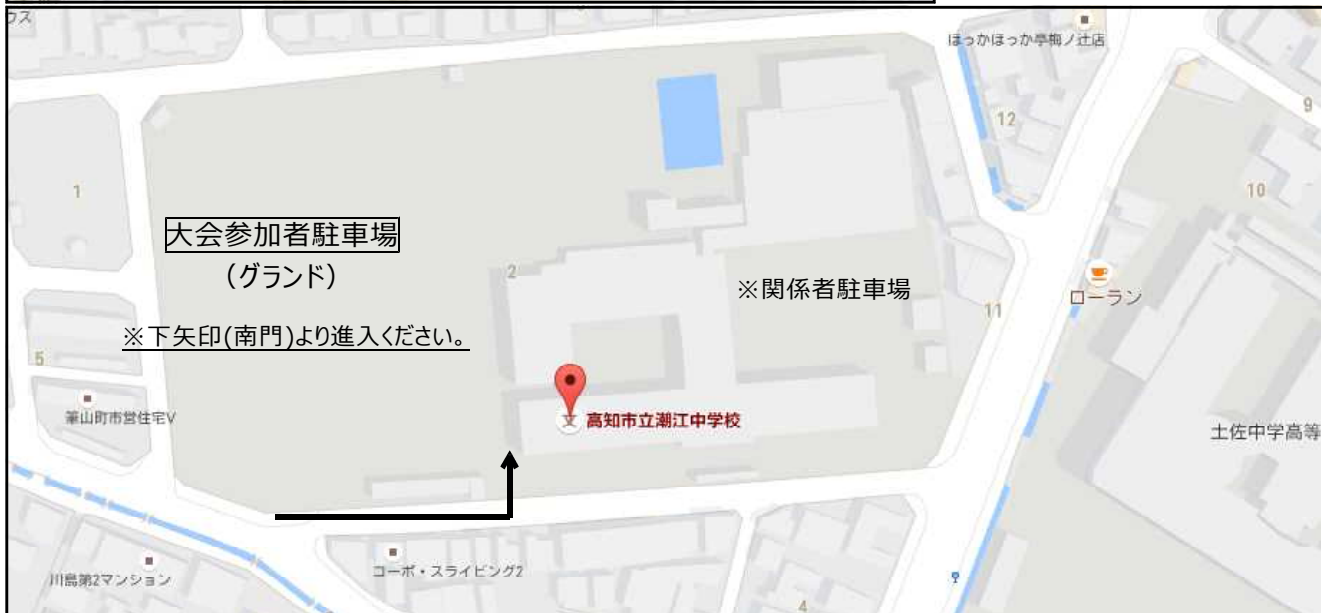 ウス
ほっかほっか亭梅ノ辻店
12
9
1
10
大会参加者駐車場
(グランド)
2
※関係者駐車場
ローラン
11
※下矢印(南門)より進入ください。
5
筆山町市営住宅V
文
高知市立潮江中学校
土佐中学高等
川島第2マンション
コーポ・スライビング2
4